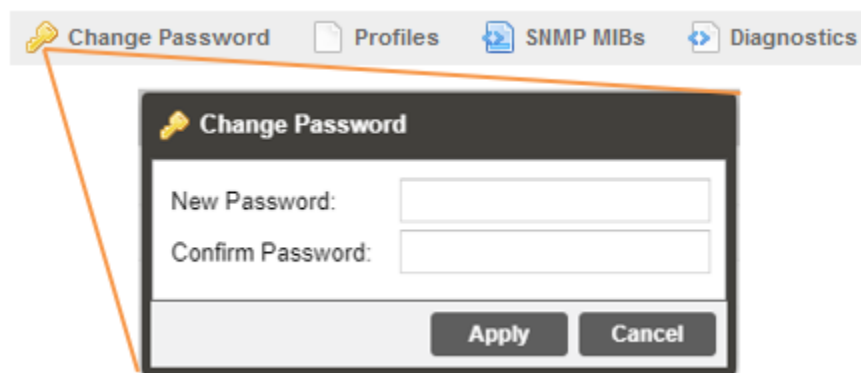 Change Password Profiles SNMP MIBs Diagnostics
Change Password
New Password:
Confirm Password:
Apply Cancel